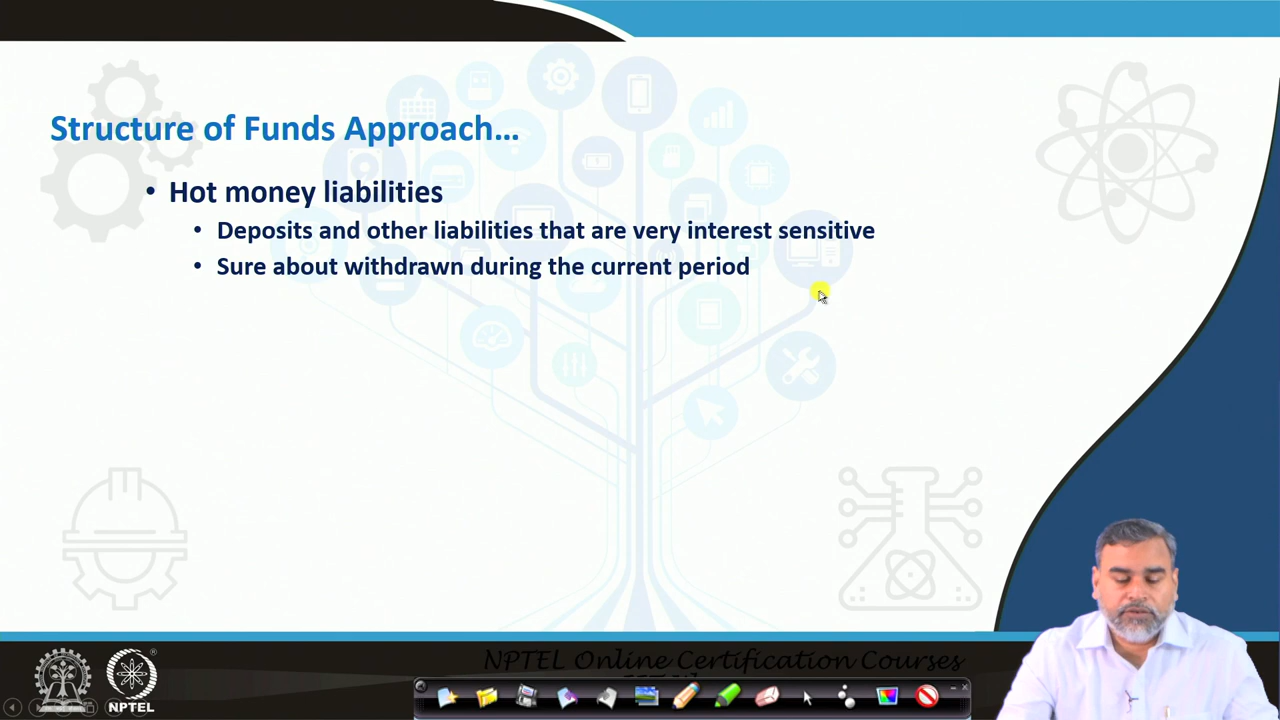 Structure of Funds Approach...
• Hot money liabilities
• Deposits and other liabilities that are very interest sensitive
• Sure about withdrawn during the current period
NPTEL Online Certification Courses
NPTEL